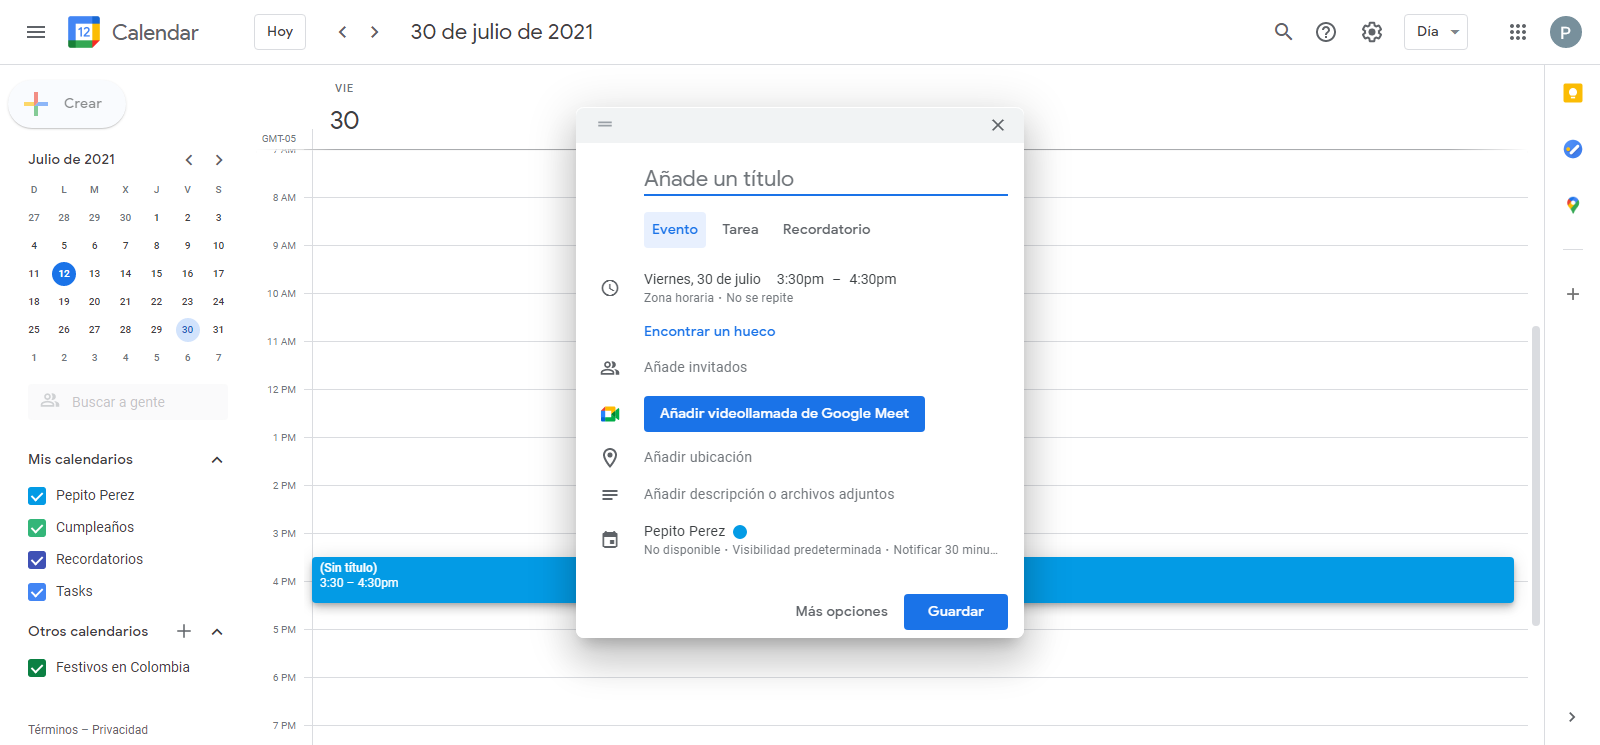 12 Calendar
Hoy
30 de julio de 2021
Día
P
Crear
Julio de 2021
D L M X J V S
27 28 29 30 1 2 3
4 5 6 7 8 9 10
11 12 13 14 15 16 17
18 19 20 21 22 23 24
25 26 27 28 29 30 31
1 2 3 4 5 6 7
Buscar a gente
Mis calendarios
Pepito Perez
Cumpleaños
Recordatorios
Tasks
Otros calendarios
Festivos en Colombia
Términos – Privacidad
VIE
30
GMT-05
7 AM
8 AM
9 AM
10 AM
11 AM
12 PM
1 PM
2 PM
3 PM
4 PM
5 PM
6 PM
7 PM
(Sin título)
3:30 – 4:30pm
Añade un título
Evento Tarea Recordatorio
Viernes, 30 de julio 3:30pm – 4:30pm
Zona horaria · No se repite
Encontrar un hueco
Añade invitados
Añadir videollamada de Google Meet
Añadir ubicación
Añadir descripción o archivos adjuntos
Pepito Perez
No disponible · Visibilidad predeterminada · Notificar 30 minu...
Más opciones
Guardar